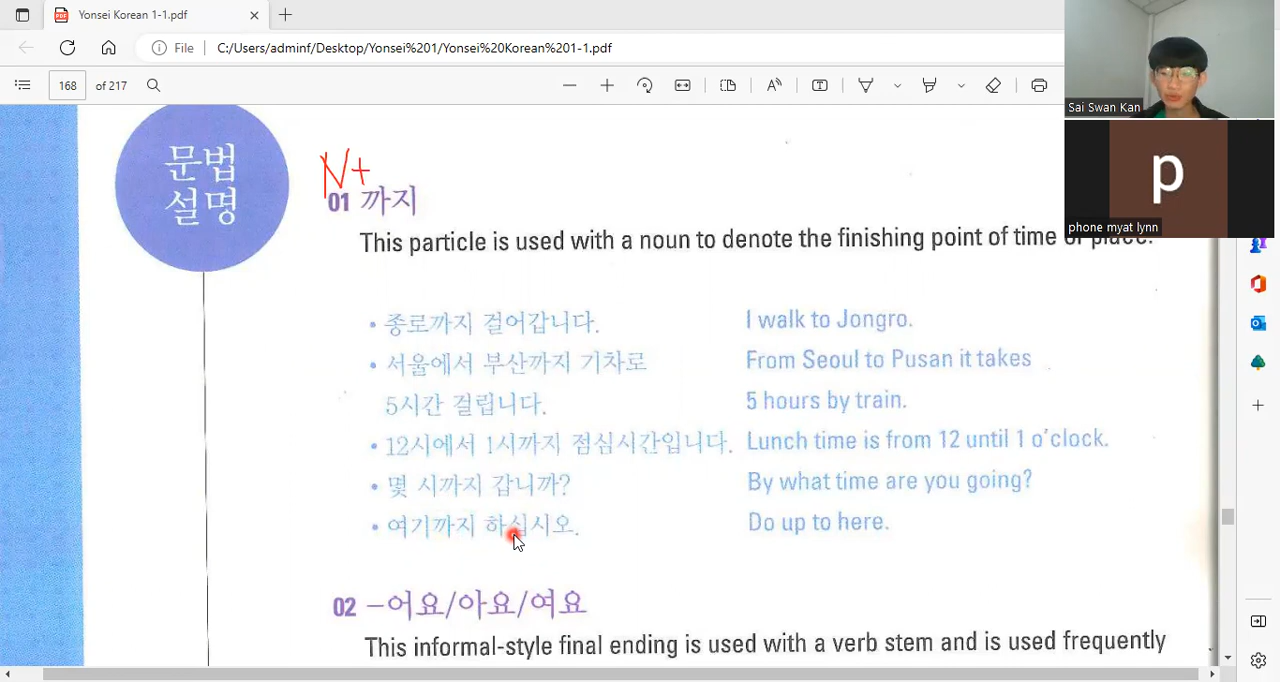 Yonsei Korean 1-1.pdf
File C:/Users/adminf/Desktop/Yonsei%201/Yonsei%20Korean%201-1.pdf
168 of 217
Sai Swan Kan
p
phone myat lynn
문법
설명
N+
01 까지
This particle is used with a noun to denote the finishing point of time or place.
• 종로까지 걸어갑니다. I walk to Jongro.
• 서울에서 부산까지 기차로 From Seoul to Pusan it takes
5시간 걸립니다. 5 hours by train.
• 12시에서 1시까지 점심시간입니다. Lunch time is from 12 until 1 o'clock.
• 몇 시까지 갑니까? By what time are you going?
• 여기까지 하십시오. Do up to here.
02 –어요/아요/여요
This informal-style final ending is used with a verb stem and is used frequently